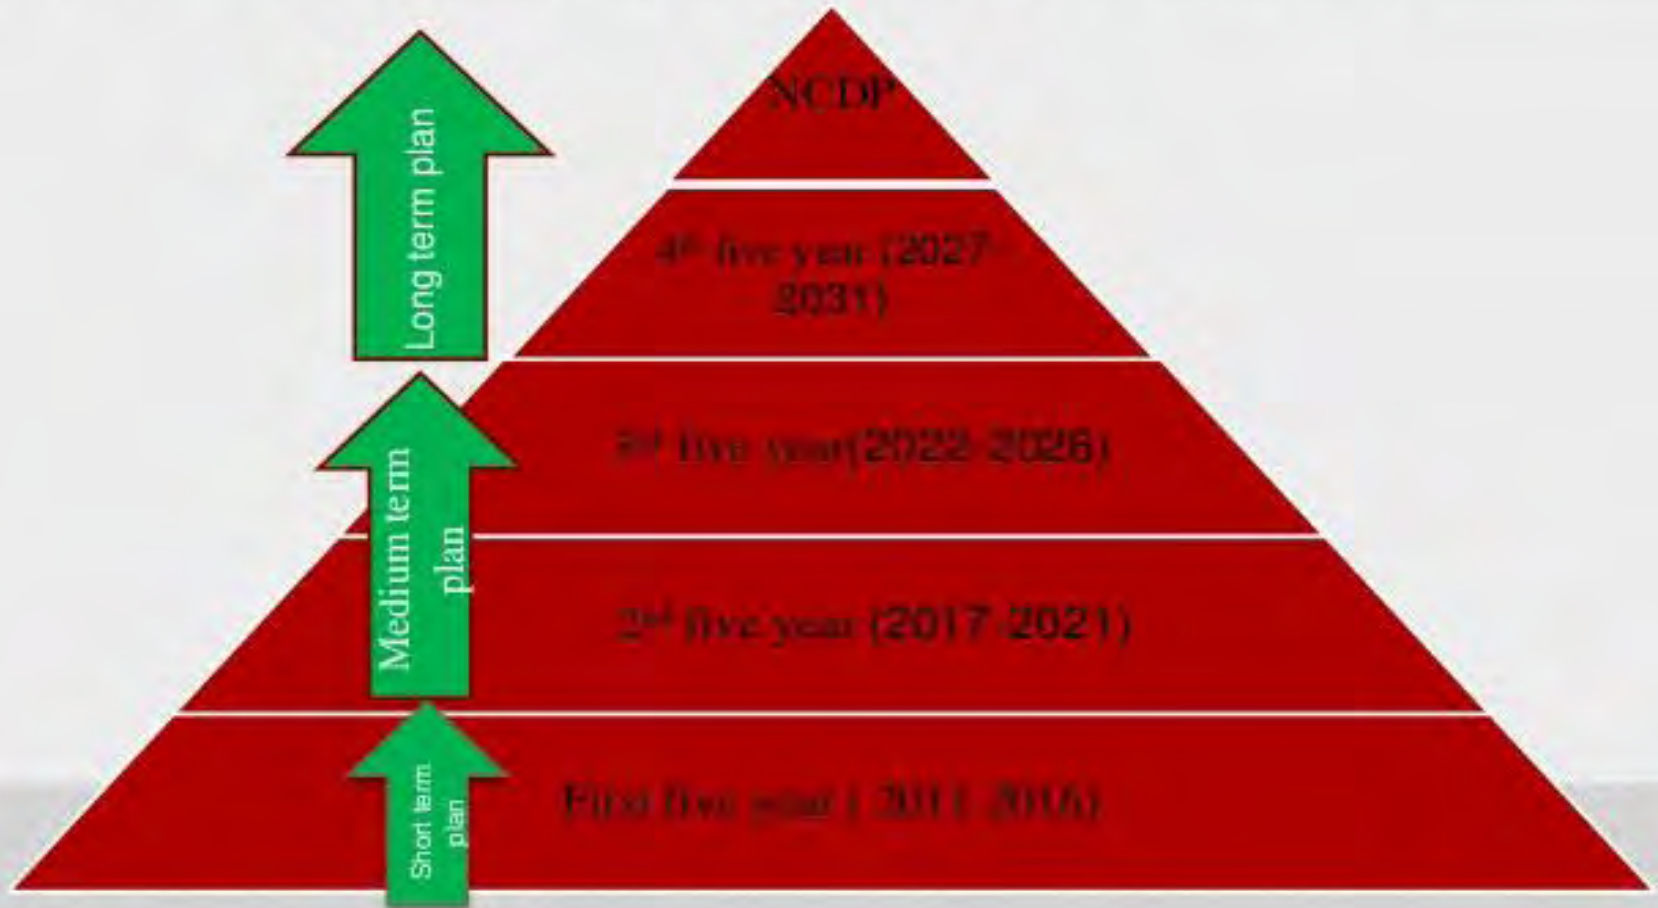 NCDP
4th five year (2027-
2031)
3rd five year(2022-2026)
2nd five year (2017-2021)
First five year ( 2011-2016)
Long term plan
Medium term
plan
Short term
plan